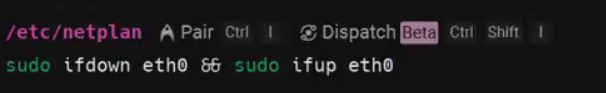 /etc/netplan Pair Ctrl I Dispatch Beta Ctrl Shift I
sudo ifdown eth0 && sudo ifup eth0